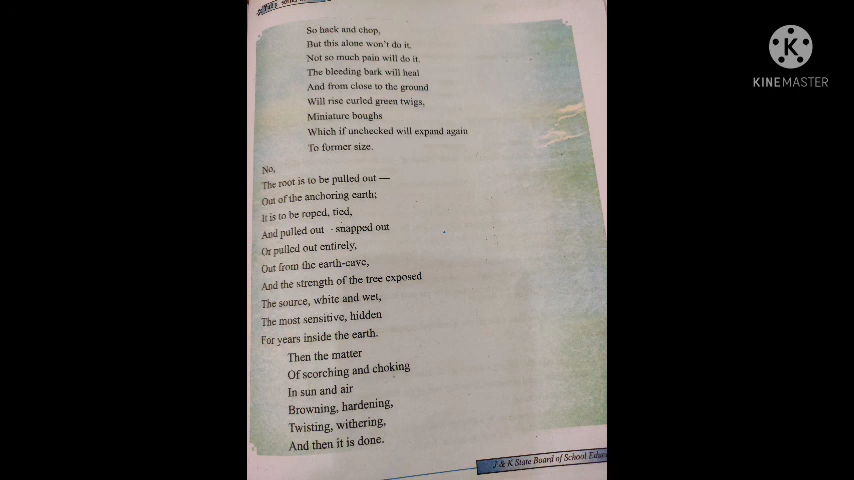 So hack and chop,
But this alone won't do it.
Not so much pain will do it.
The bleeding bark will heal
And from close to the ground
Will rise curled green twigs,
Miniature boughs
Which if unchecked will expand again
To former size.
No,
The root is to be pulled out —
Out of the anchoring earth;
It is to be roped, tied,
And pulled out - snapped out
Or pulled out entirely,
Out from the earth-cave,
And the strength of the tree exposed
The source, white and wet,
The most sensitive, hidden
For years inside the earth.
Then the matter
Of scorching and choking
In sun and air
Browning, hardening,
Twisting, withering,
And then it is done.
J & K State Board of School
K
KINEMASTER